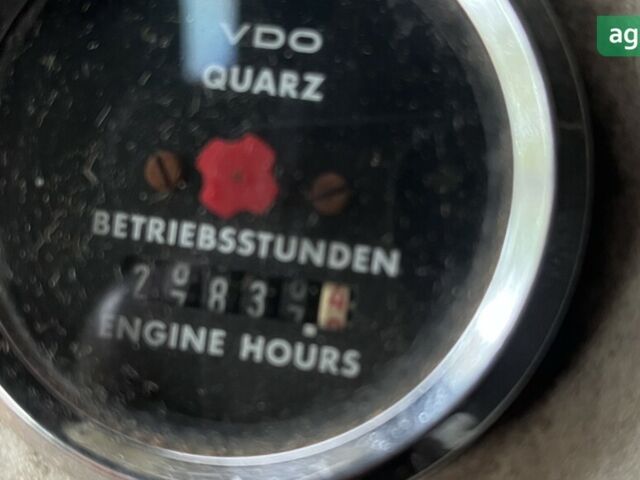 ag
VDO
QUARZ
BETRIEBSSTUNDEN
ENGINE HOURS